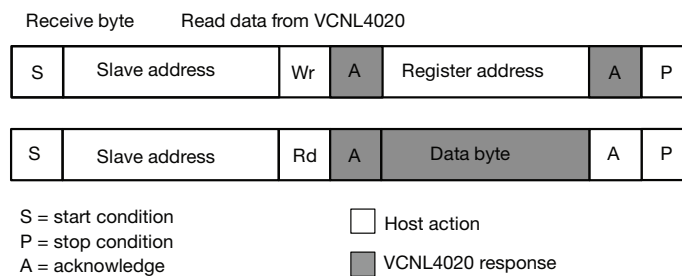 Receive byte Read data from VCNL4020
S Slave address Wr A Register address A P
S Slave address Rd A Data byte A P
S = start condition
P = stop condition
A = acknowledge
Host action
VCNL4020 response